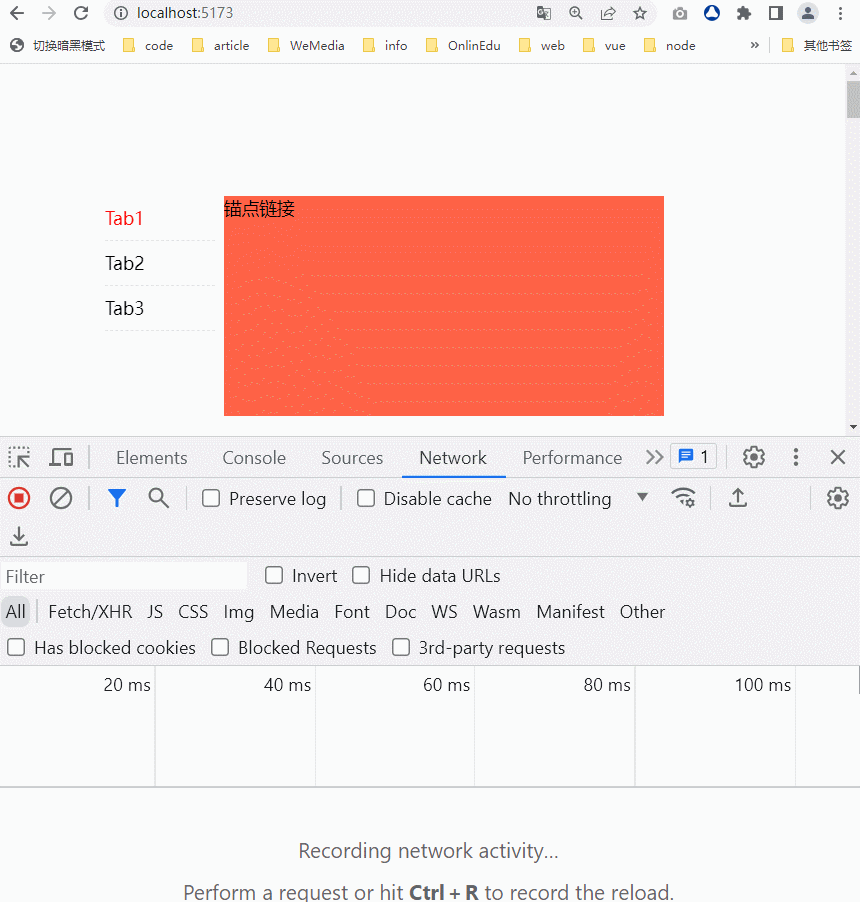 localhost:5173
切换暗黑模式 code article WeMedia info OnlinEdu web vue node » 其他书签
锚点链接
Tab1
Tab2
Tab3
Elements Console Sources Network Performance 1
Preserve log Disable cache No throttling
Filter Invert Hide data URLs
All Fetch/XHR JS CSS Img Media Font Doc WS Wasm Manifest Other
Has blocked cookies Blocked Requests 3rd-party requests
20 ms 40 ms 60 ms 80 ms 100 ms
Recording network activity…
Perform a request or hit Ctrl + R to record the reload.